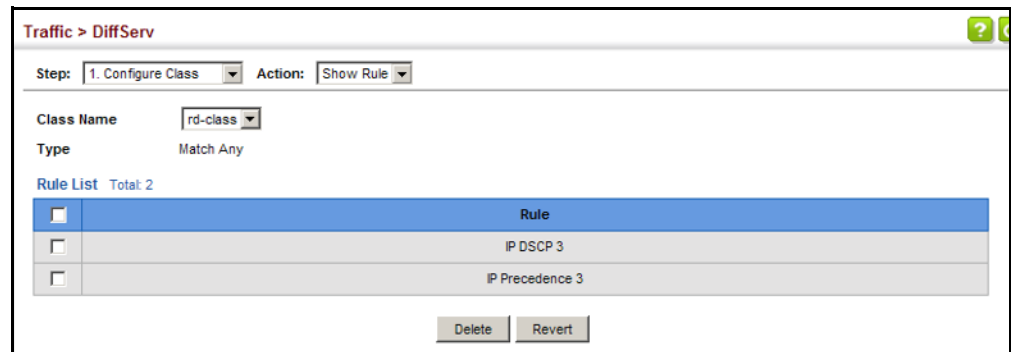 Traffic > DiffServ
?
Step: 1. Configure Class Action: Show Rule
Class Name rd-class
Type Match Any
Rule List Total: 2
Rule
IP DSCP 3
IP Precedence 3
Delete Revert